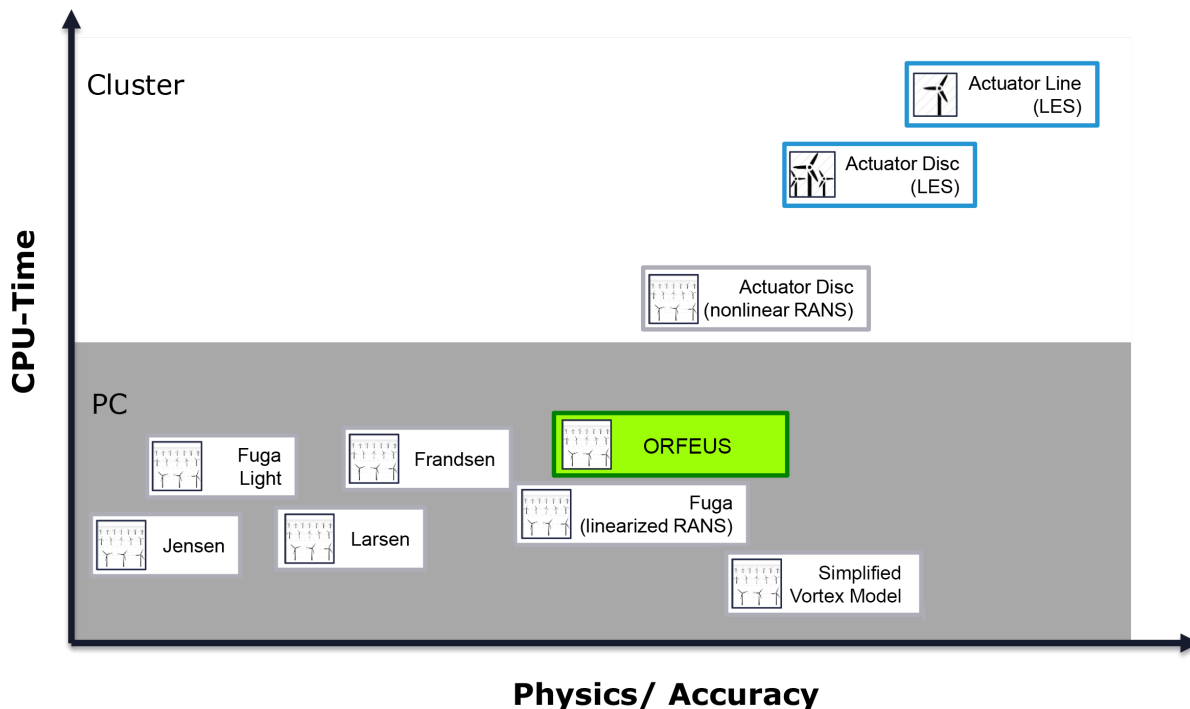 Cluster
Actuator Line
(LES)
Actuator Disc
(LES)
Actuator Disc
(nonlinear RANS)
CPU-Time
PC
ORFEUS
Fuga
Light
Frandsen
Fuga
(linearized RANS)
Jensen
Larsen
Simplified
Vortex Model
Physics/ Accuracy